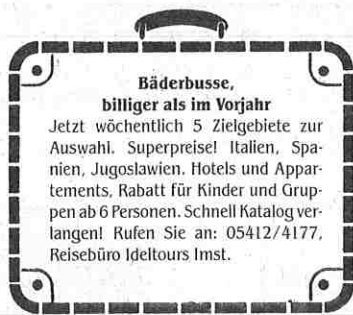 Bäderbusse,
billiger als im Vorjahr
Jetzt wöchentlich 5 Zielgebiete zur
Auswahl. Superpreise! Italien, Spa-
nien, Jugoslawien. Hotels und Appar-
tements, Rabatt für Kinder und Grup-
pen ab 6 Personen. Schnell Katalog ver-
langen! Rufen Sie an: 05412/4177,
Reisebüro Ideltours Imst.